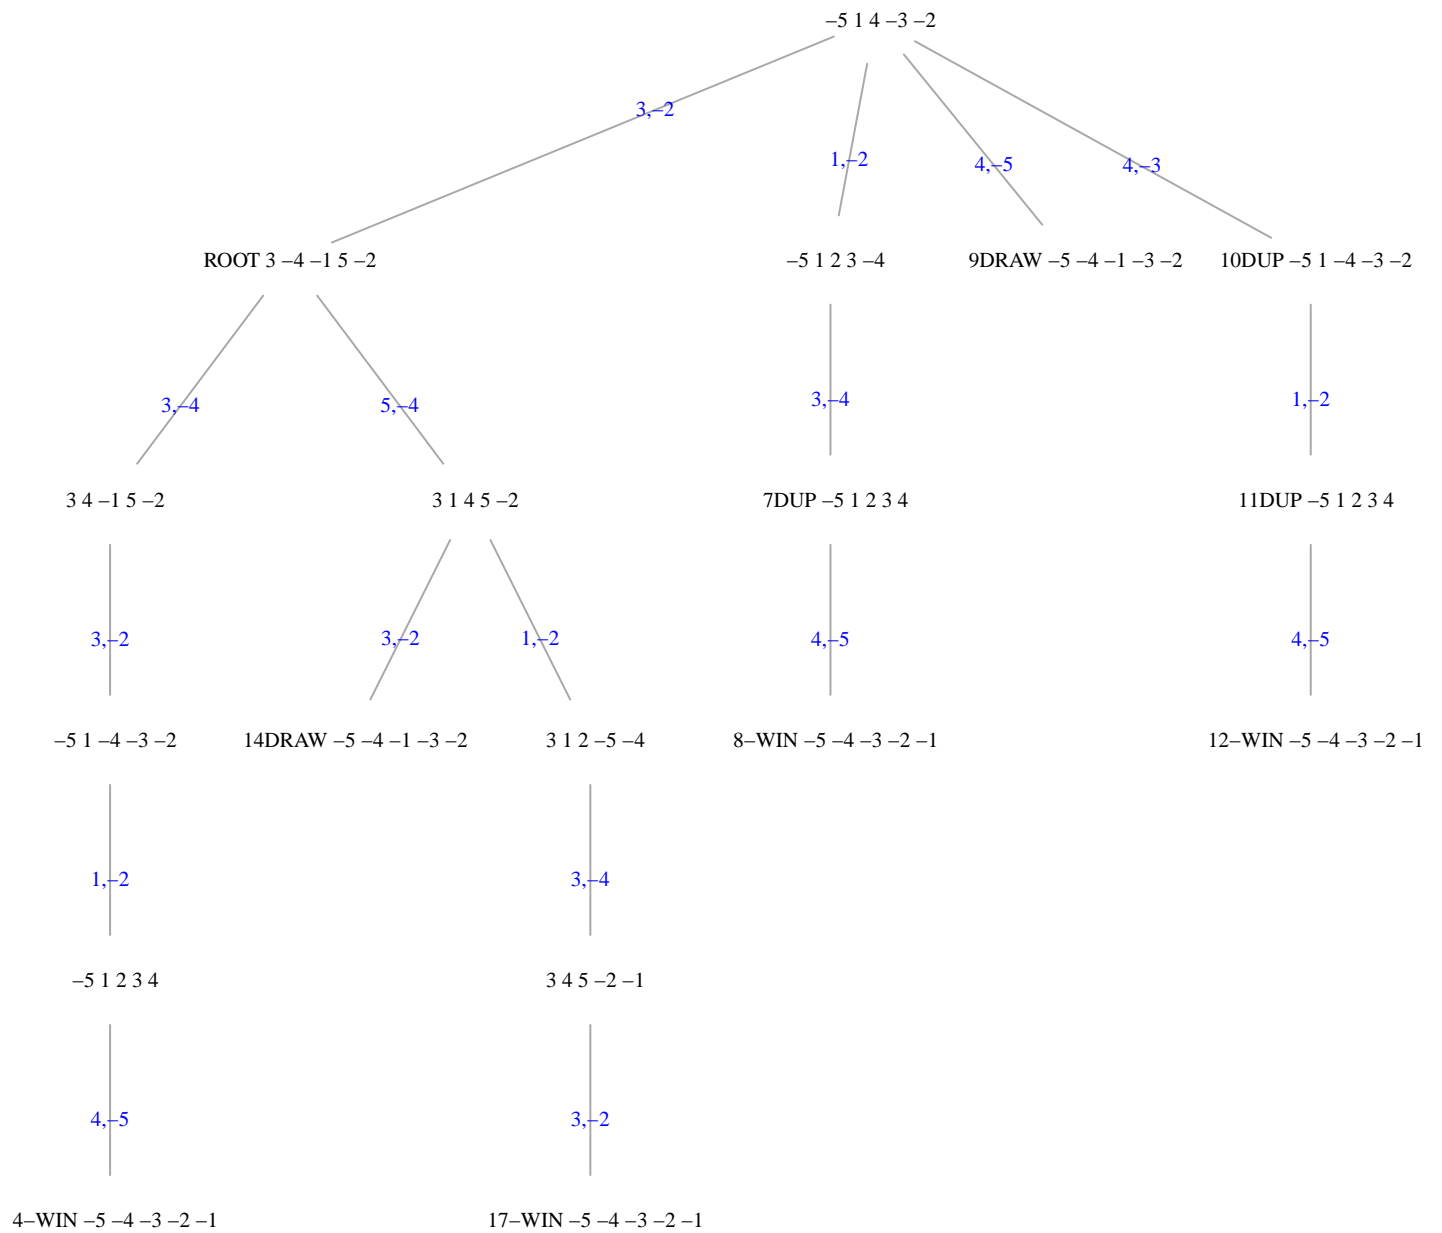 –5 1 4 –3 –2
3,–2
1,–2
4,–5
4,–3
ROOT 3 –4 –1 5 –2
–5 1 2 3 –4
9DRAW –5 –4 –1 –3 –2
10DUP –5 1 –4 –3 –2
3,–4
5,–4
3,–4
1,–2
3 4 –1 5 –2
3 1 4 5 –2
7DUP –5 1 2 3 4
11DUP –5 1 2 3 4
3,–2
3,–2
1,–2
4,–5
4,–5
–5 1 –4 –3 –2
14DRAW –5 –4 –1 –3 –2
3 1 2 –5 –4
8–WIN –5 –4 –3 –2 –1
12–WIN –5 –4 –3 –2 –1
1,–2
3,–4
–5 1 2 3 4
3 4 5 –2 –1
4,–5
3,–2
4–WIN –5 –4 –3 –2 –1
17–WIN –5 –4 –3 –2 –1